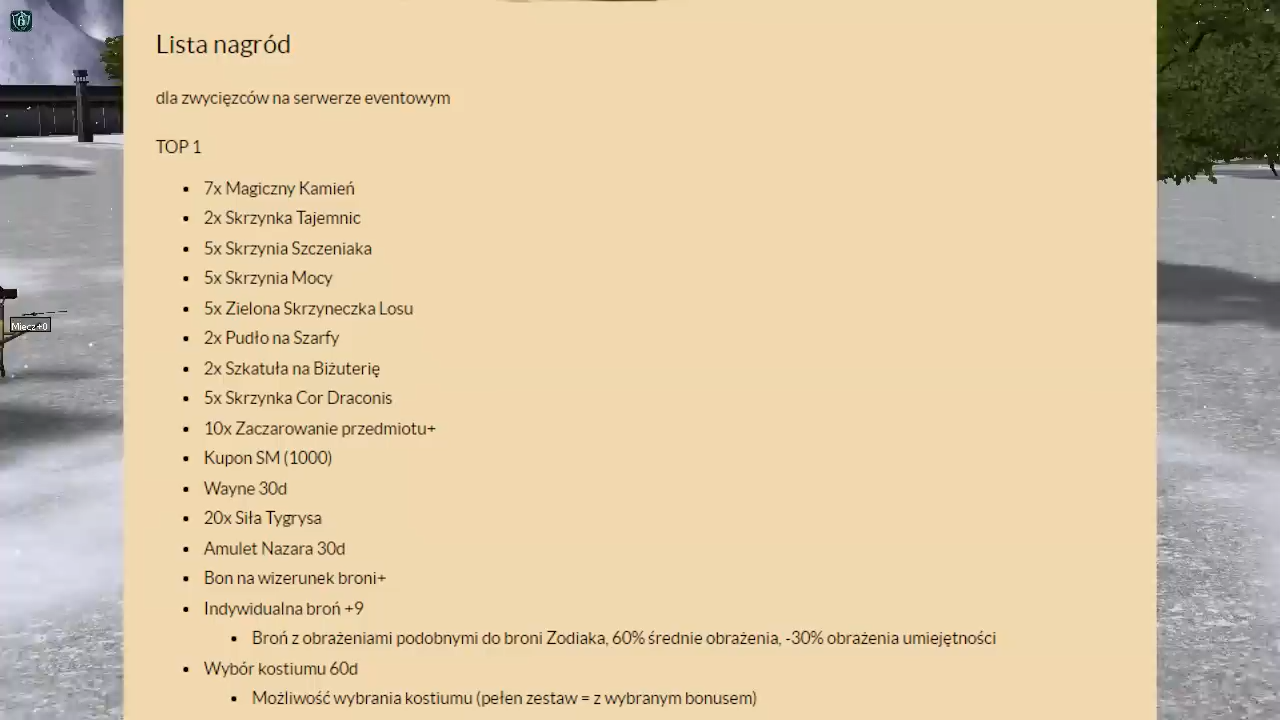 Lista nagród
dla zwycięzców na serwerze eventowym
TOP 1
7x Magiczny Kamień
2x Skrzynka Tajemnic
5x Skrzynia Szczeniaka
5x Skrzynia Mocy
5x Zielona Skrzyneczka Losu
2x Pudło na Szarfy
2x Szkatuła na Biżuterię
5x Skrzynka Cor Draconis
10x Zaczarowanie przedmiotu+
Kupon SM (1000)
Wayne 30d
20x Siła Tygrysa
Amulet Nazara 30d
Bon na wizerunek broni+
Indywidualna broń +9
Broń z obrażeniami podobnymi do broni Zodiaka, 60% średnie obrażenia, -30% obrażenia umiejętności
Wybór kostiumu 60d
Możliwość wybrania kostiumu (pełen zestaw = z wybranym bonusem)
Miecz+0